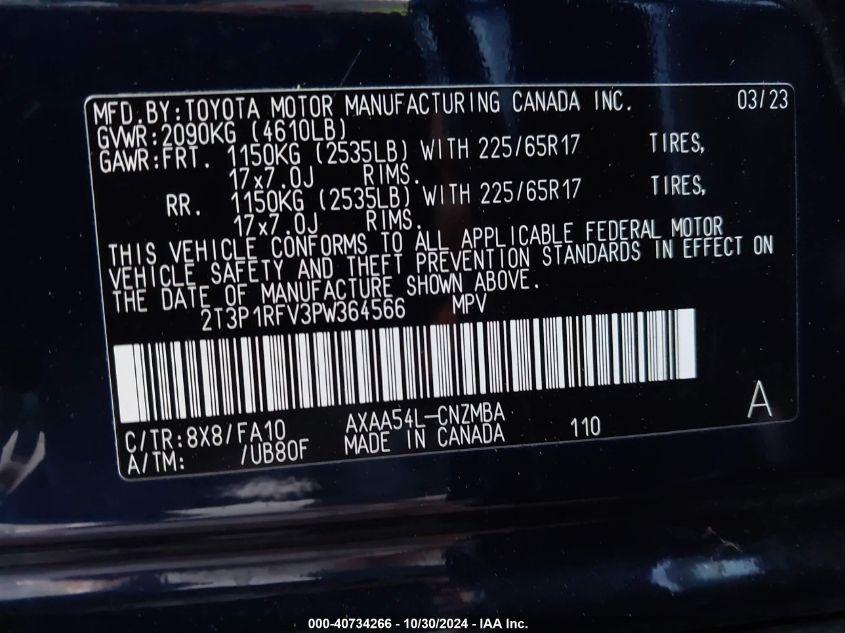 MFD.BY:TOYOTA MOTOR MANUFACTURING CANADA INC. 03/23
GVWR:2090KG (4610LB)
GAWR:FRT. 1150KG (2535LB) WITH 225/65R17 TIRES,
17x7.0J RIMS.
RR. 1150KG (2535LB) WITH 225/65R17 TIRES,
17x7.0J RIMS.
THIS VEHICLE CONFORMS TO ALL APPLICABLE FEDERAL MOTOR
VEHICLE SAFETY AND THEFT PREVENTION STANDARDS IN EFFECT ON
THE DATE OF MANUFACTURE SHOWN ABOVE.
2T3P1RFV3PW364566 MPV
C/TR:8X8/FA10 AXAA54L-CNZMBA 110 A
A/TM: /UB80F MADE IN CANADA
000-40734266 - 10/30/2024 - IAA Inc.